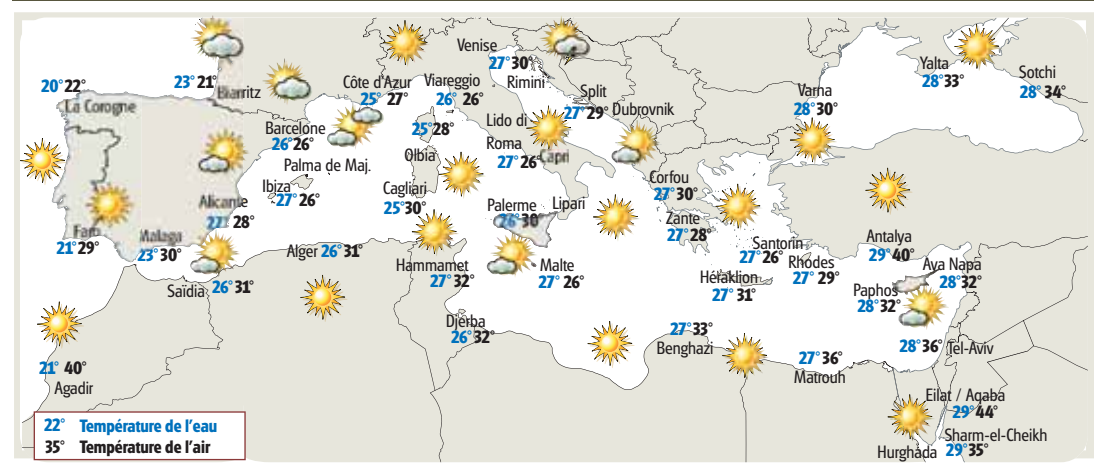 Venise
27° 30°
Rimini
Yalta
28° 33°
Sotchi
28° 34°
20° 22°
La Corogne
23° 21°
Biarritz
Côte d'Azur
25° 27°
Viareggio
26° 26°
Split
27° 29°
Dubrovnik
Varna
28° 30°
Barcelone
26° 26°
25° 28°
Olbia
Lido di
Roma
27° 26°
Capri
Palma de Maj.
Ibiza
27° 26°
Cagliari
25° 30°
Corfou
27° 30°
Alicante
27° 28°
Palerme
26° 30°
Lipari
Zante
27° 28°
Faro
21° 29°
Malaga
23° 30°
Alger 26° 31°
Santorin
27° 26°
Rhodes
27° 29°
Antalya
29° 40°
Aya Napa
28° 32°
Hammamet
27° 32°
Malte
27° 26°
Héraklion
27° 31°
Paphos
28° 32°
Saïdia
26° 31°
Djerba
26° 32°
27° 33°
Benghazi
28° 36°
Tel-Aviv
27° 36°
Matrouh
21° 40°
Agadir
Eilat / Aqaba
29° 44°
Sharm-el-Cheikh
Hurghada 29° 35°
22° Température de l'eau
35° Température de l'air